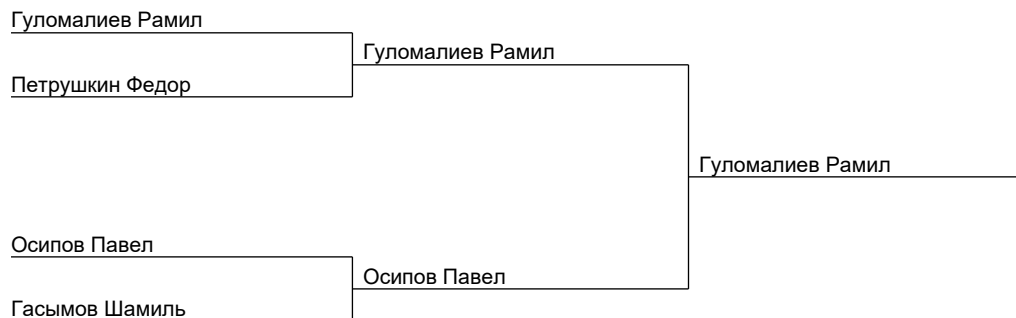 Гуломалиев Рамил
Гуломалиев Рамил
Петрушкин Федор
Гуломалиев Рамил
Осипов Павел
Осипов Павел
Гасымов Шамиль